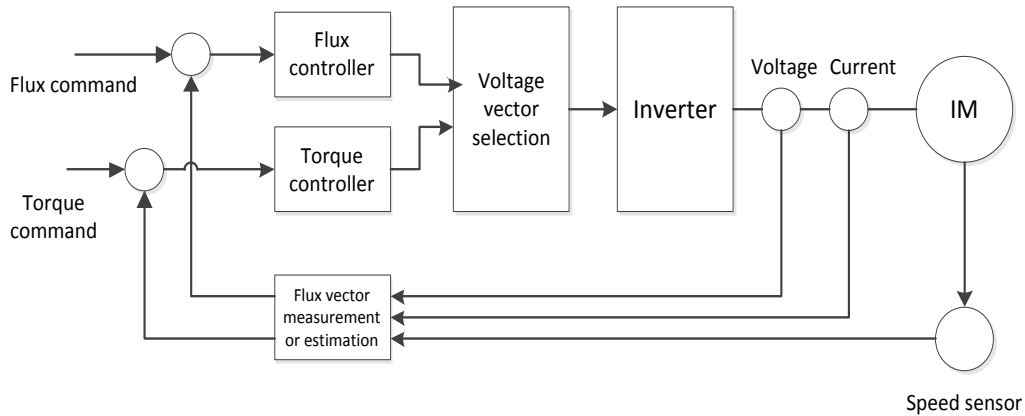 Flux command
Flux
controller
Voltage
vector
selection
Inverter
Voltage
Current
IM
Torque
command
Torque
controller
Flux vector
measurement
or estimation
Speed sensor